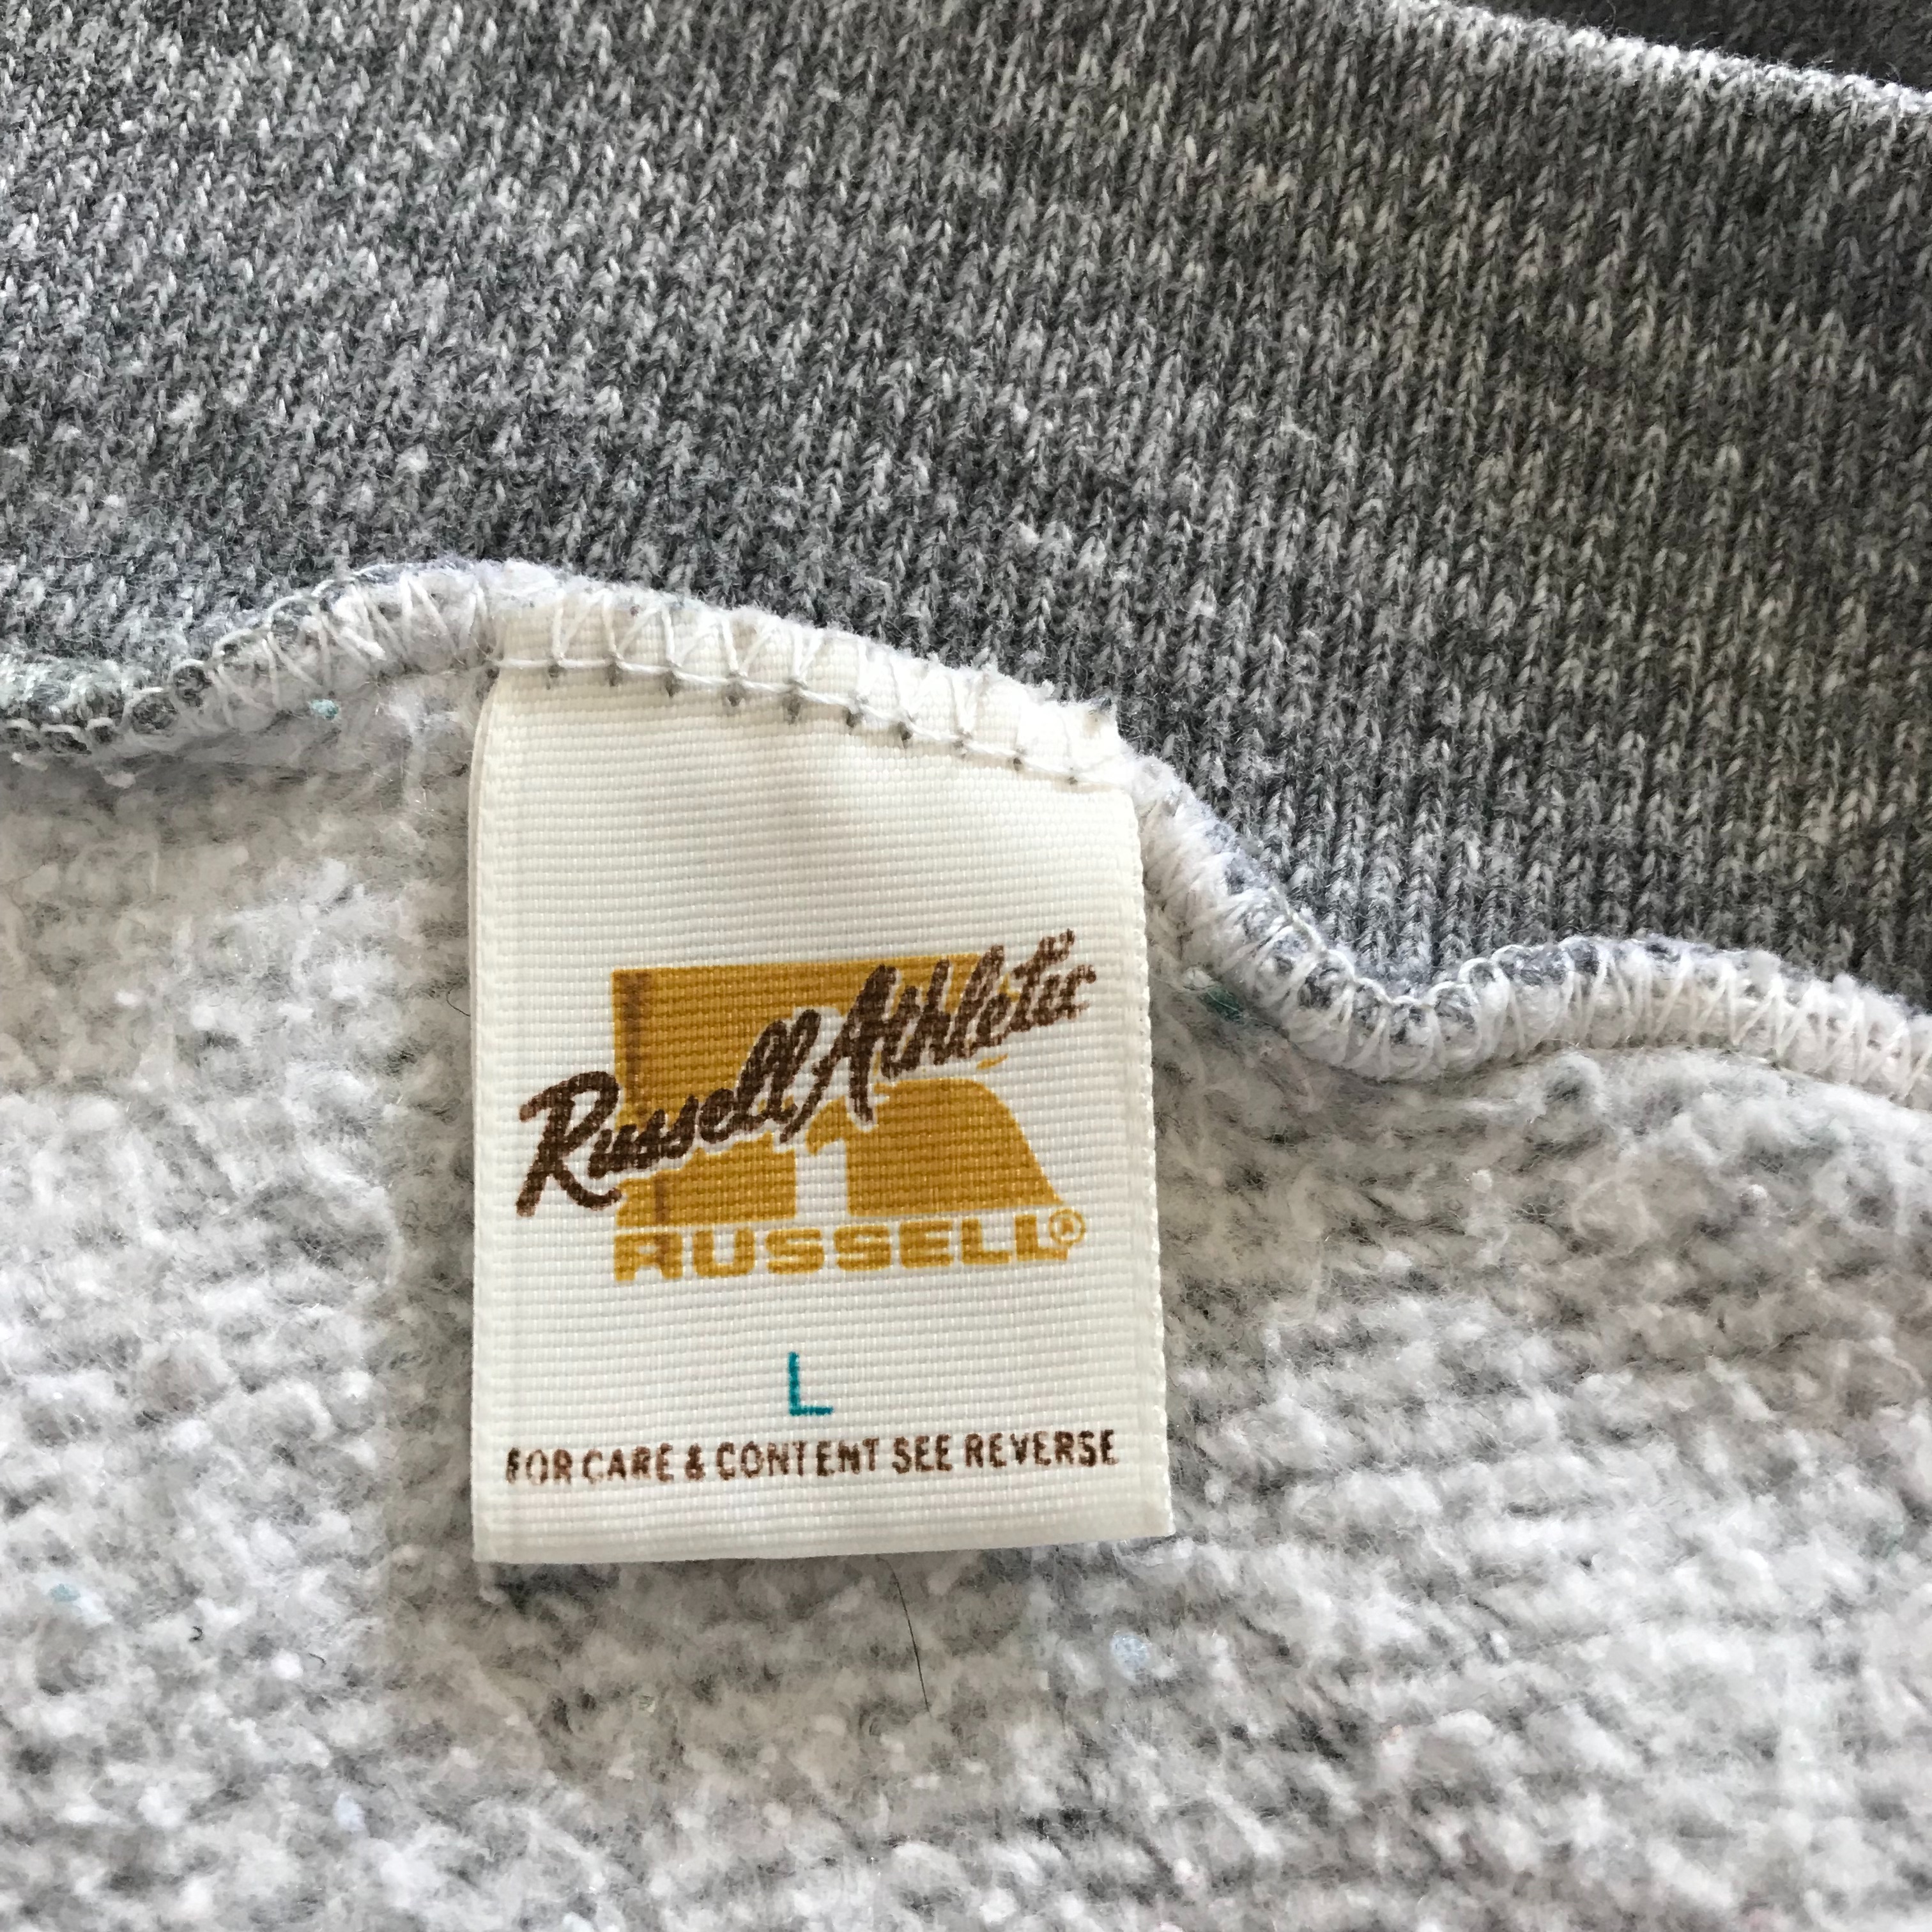 Russell Athletic
RUSSELL®
L
FOR CARE & CONTENT SEE REVERSE